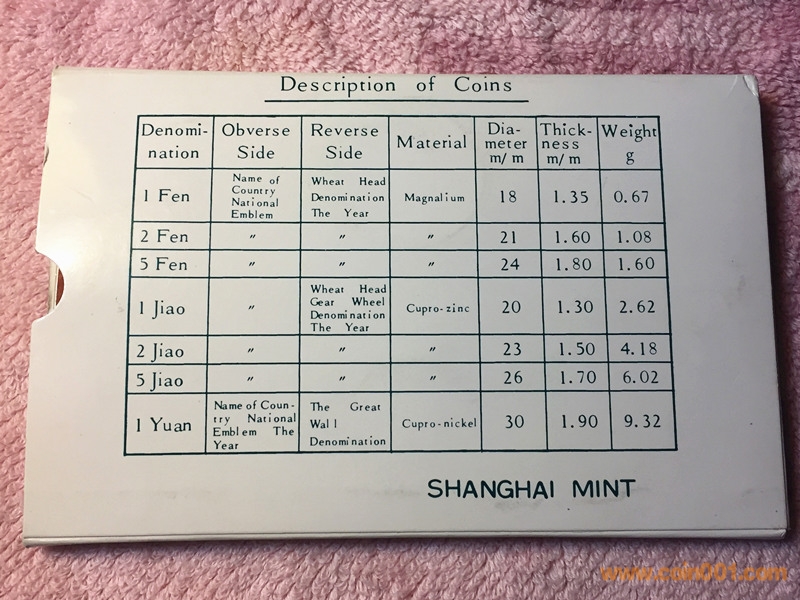 Description of Coins
Denomi-nation Obverse Side Reverse Side Material Dia-meter m/m Thick-ness m/m Weight g
1 Fen Name of Country National Emblem Wheat Head Denomination The Year Magnalium 18 1.35 0.67
2 Fen 〃 〃 〃 21 1.60 1.08
5 Fen 〃 〃 〃 24 1.80 1.60
1 Jiao 〃 Wheat Head Gear Wheel Denomination The Year Cupro-zinc 20 1.30 2.62
2 Jiao 〃 〃 〃 23 1.50 4.18
5 Jiao 〃 〃 〃 26 1.70 6.02
1 Yuan Name of Coun-try National Emblem The Year The Great Wall Denomination Cupro-nickel 30 1.90 9.32
SHANGHAI MINT
www.coin001.com